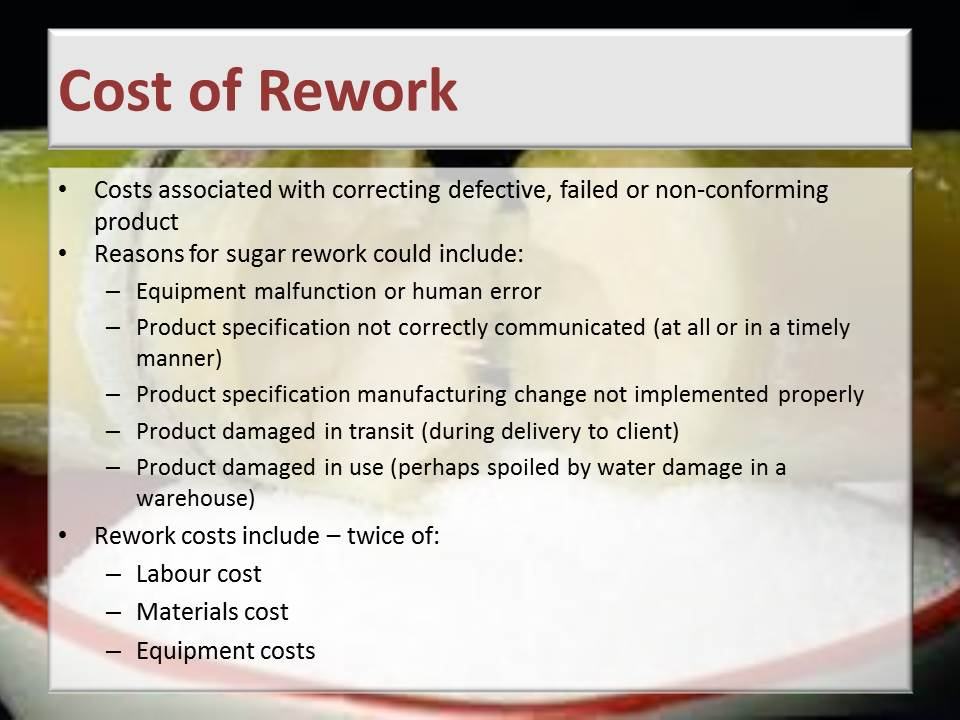 Cost of Rework
• Costs associated with correcting defective, failed or non-conforming
product
• Reasons for sugar rework could include:
– Equipment malfunction or human error
– Product specification not correctly communicated (at all or in a timely
manner)
– Product specification manufacturing change not implemented properly
– Product damaged in transit (during delivery to client)
– Product damaged in use (perhaps spoiled by water damage in a
warehouse)
• Rework costs include – twice of:
– Labour cost
– Materials cost
– Equipment costs